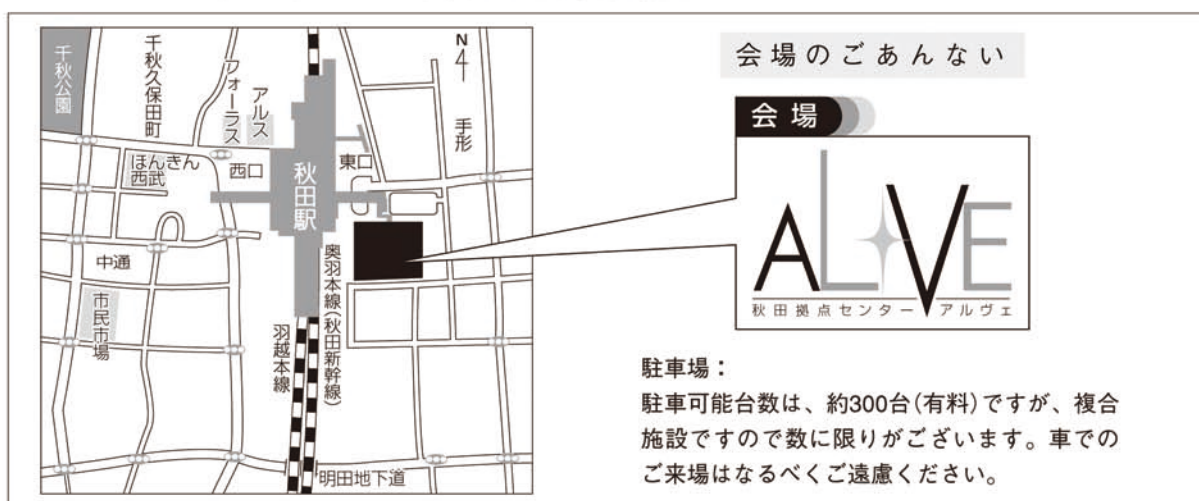 千秋公園
千秋久保田町
フォーラス
アルス
N
手形
ほんきん
西武
西口
秋田駅
東口
中通
市民市場
羽越本線
奥羽本線(秋田新幹線)
明田地下道
会場のごあんない
会場
ALVE
秋田拠点センター アルヴェ
駐車場：
駐車可能台数は、約300台(有料)ですが、複合
施設ですので数に限りがございます。車での
ご来場はなるべくご遠慮ください。